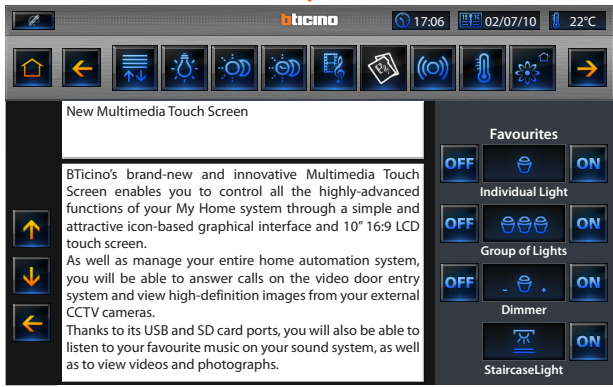 bticino
17:06
02/07/10
22°C
New Multimedia Touch Screen
BTicino's brand-new and innovative Multimedia Touch
Screen enables you to control all the highly-advanced
functions of your My Home system through a simple and
attractive icon-based graphical interface and 10" 16:9 LCD
touch screen.
As well as manage your entire home automation system,
you will be able to answer calls on the video door entry
system and view high-definition images from your external
CCTV cameras.
Thanks to its USB and SD card ports, you will also be able to
listen to your favourite music on your sound system, as well
as to view videos and photographs.
Favourites
OFF
ON
Individual Light
OFF
ON
Group of Lights
OFF
- +
ON
Dimmer
ON
StaircaseLight